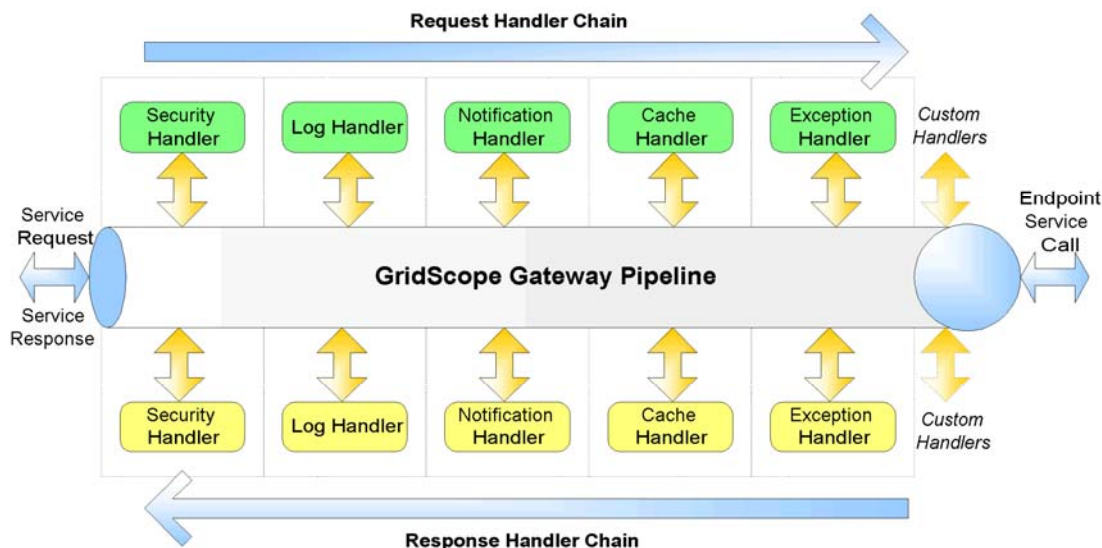 Request Handler Chain
Security
Handler
Log Handler
Notification
Handler
Cache
Handler
Exception
Handler
Custom
Handlers
Service
Request
Endpoint
Service
Call
GridScope Gateway Pipeline
Service
Response
Security
Handler
Log Handler
Notification
Handler
Cache
Handler
Exception
Handler
Custom
Handlers
Response Handler Chain